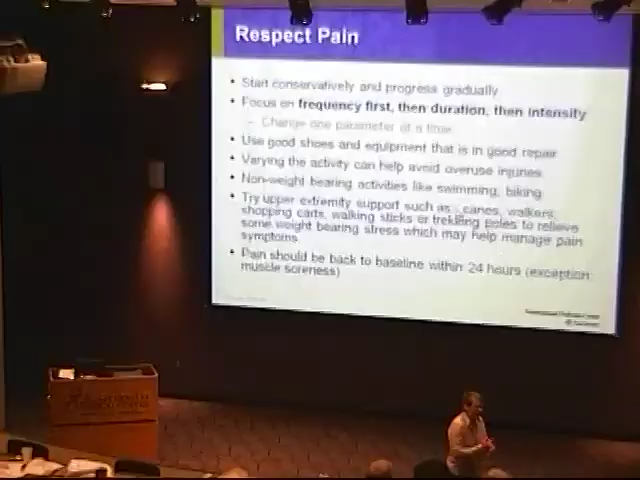 Respect Pain
• Start conservatively and progress gradually
• Focus on frequency first, then duration, then intensity
– Change one parameter at a time
• Use good shoes and equipment that is in good repair
• Varying the activity can help avoid overuse injuries
• Non-weight bearing activities like swimming, biking
• Try upper extremity support such as canes, walkers,
shopping carts, walking sticks or trekking poles to relieve
some weight bearing stress which may help manage pain
symptoms
• Pain should be back to baseline within 24 hours (exception:
muscle soreness)